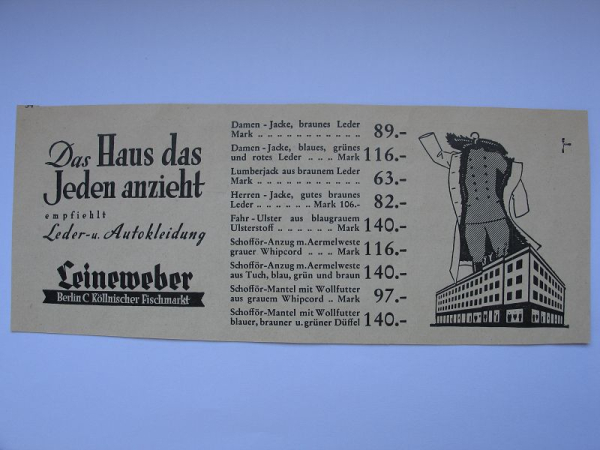 Das Haus das
Jeden anzieht
empfiehlt
Leder-u. Autokleidung
Leineweber
Berlin C Köllnischer Fischmarkt
Damen - Jacke, braunes Leder
Mark .. .. .. .. .. .. .. .. .. .. 89.-
Damen - Jacke, blaues, grünes
und rotes Leder .. .. .. Mark 116.-
Lumberjack aus braunem Leder
Mark .. .. .. .. .. .. .. .. .. .. 63.-
Herren - Jacke, gutes braunes
Leder .. .. .. .. .. Mark 106.- 82.-
Fahr - Ulster aus blaugrauem
Ulsterstoff .. .. .. .. .. Mark 140.-
Schofför-Anzug m. Aermelweste
grauer Whipcord .. .. Mark 116.-
Schofför-Anzug m. Aermelweste
aus Tuch, blau, grün und braun 140.-
Schofför-Mantel mit Wollfutter
aus grauem Whipcord .. Mark 97.-
Schofför-Mantel mit Wollfutter
blauer, brauner u. grüner Düffel 140.-